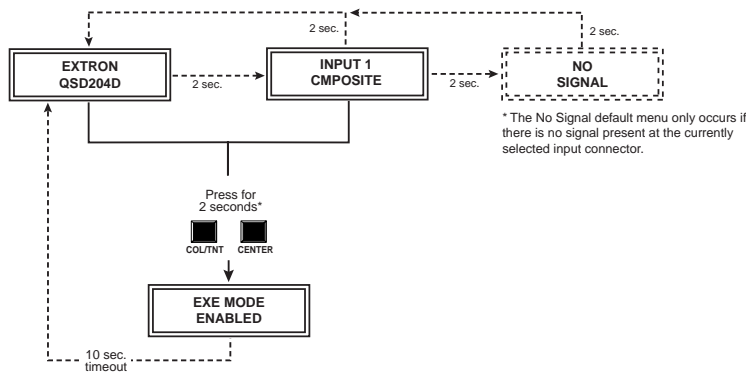 2 sec.
2 sec.
EXTRON
QSD204D
2 sec.
INPUT 1
CMPOSITE
2 sec.
NO
SIGNAL
* The No Signal default menu only occurs if
there is no signal present at the currently
selected input connector.
Press for
2 seconds*
COL/TNT
CENTER
EXE MODE
ENABLED
10 sec.
timeout